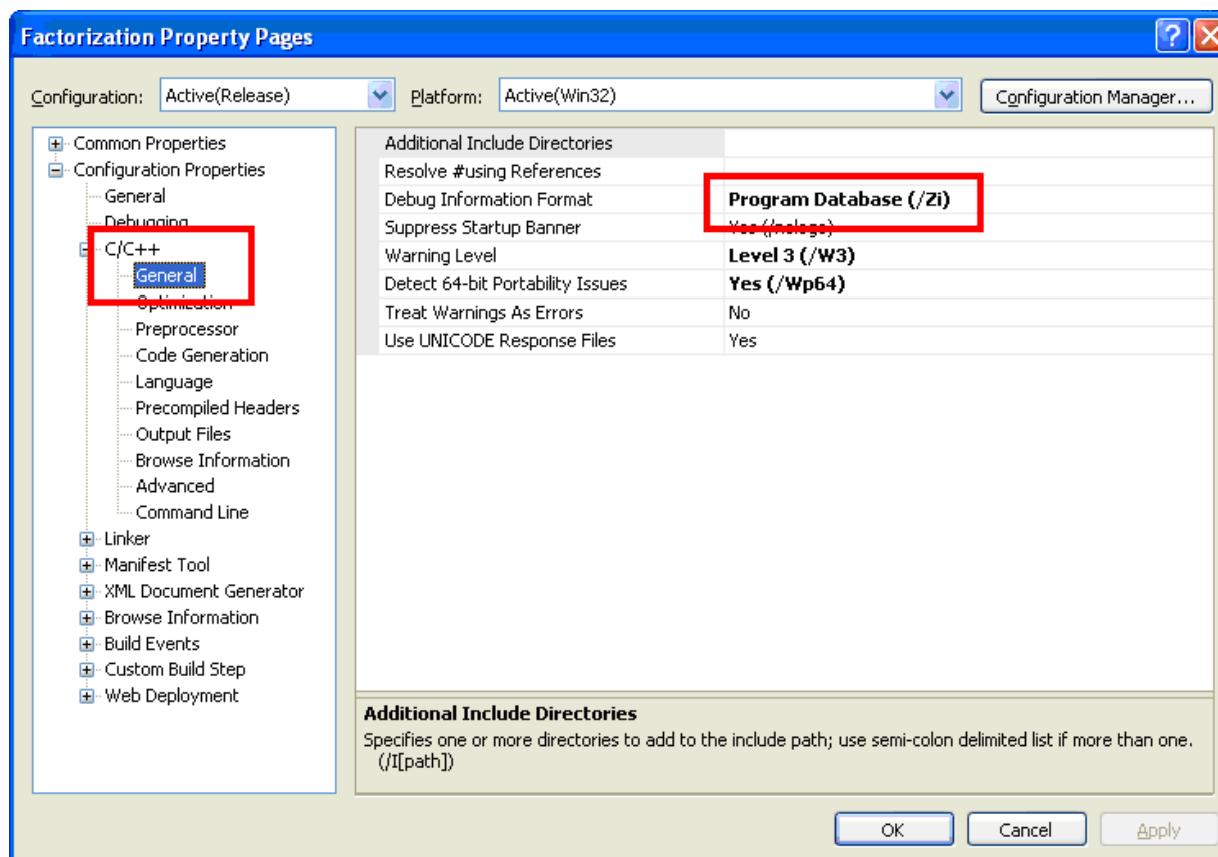 Factorization Property Pages
Configuration: Active(Release) Platform: Active(Win32) Configuration Manager...
Common Properties
Configuration Properties
General
Debugging
C/C++
General
Optimization
Preprocessor
Code Generation
Language
Precompiled Headers
Output Files
Browse Information
Advanced
Command Line
Linker
Manifest Tool
XML Document Generator
Browse Information
Build Events
Custom Build Step
Web Deployment
Additional Include Directories
Resolve #using References
Debug Information Format Program Database (/Zi)
Suppress Startup Banner Yes (/nologo)
Warning Level Level 3 (/W3)
Detect 64-bit Portability Issues Yes (/Wp64)
Treat Warnings As Errors No
Use UNICODE Response Files Yes
Additional Include Directories
Specifies one or more directories to add to the include path; use semi-colon delimited list if more than one.
(/I[path])
OK Cancel Apply